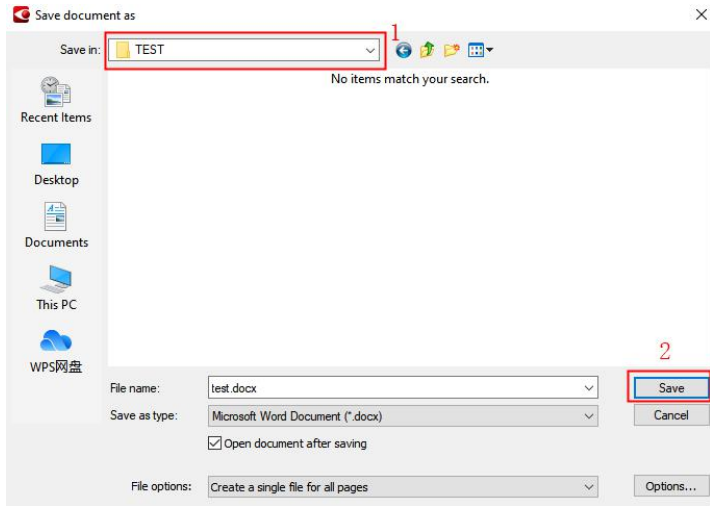 Save document as
1
Save in: TEST
No items match your search.
Recent Items
Desktop
Documents
This PC
WPS网盘
2
File name: test.docx Save
Save as type: Microsoft Word Document (*.docx) Cancel
Open document after saving
File options: Create a single file for all pages Options...